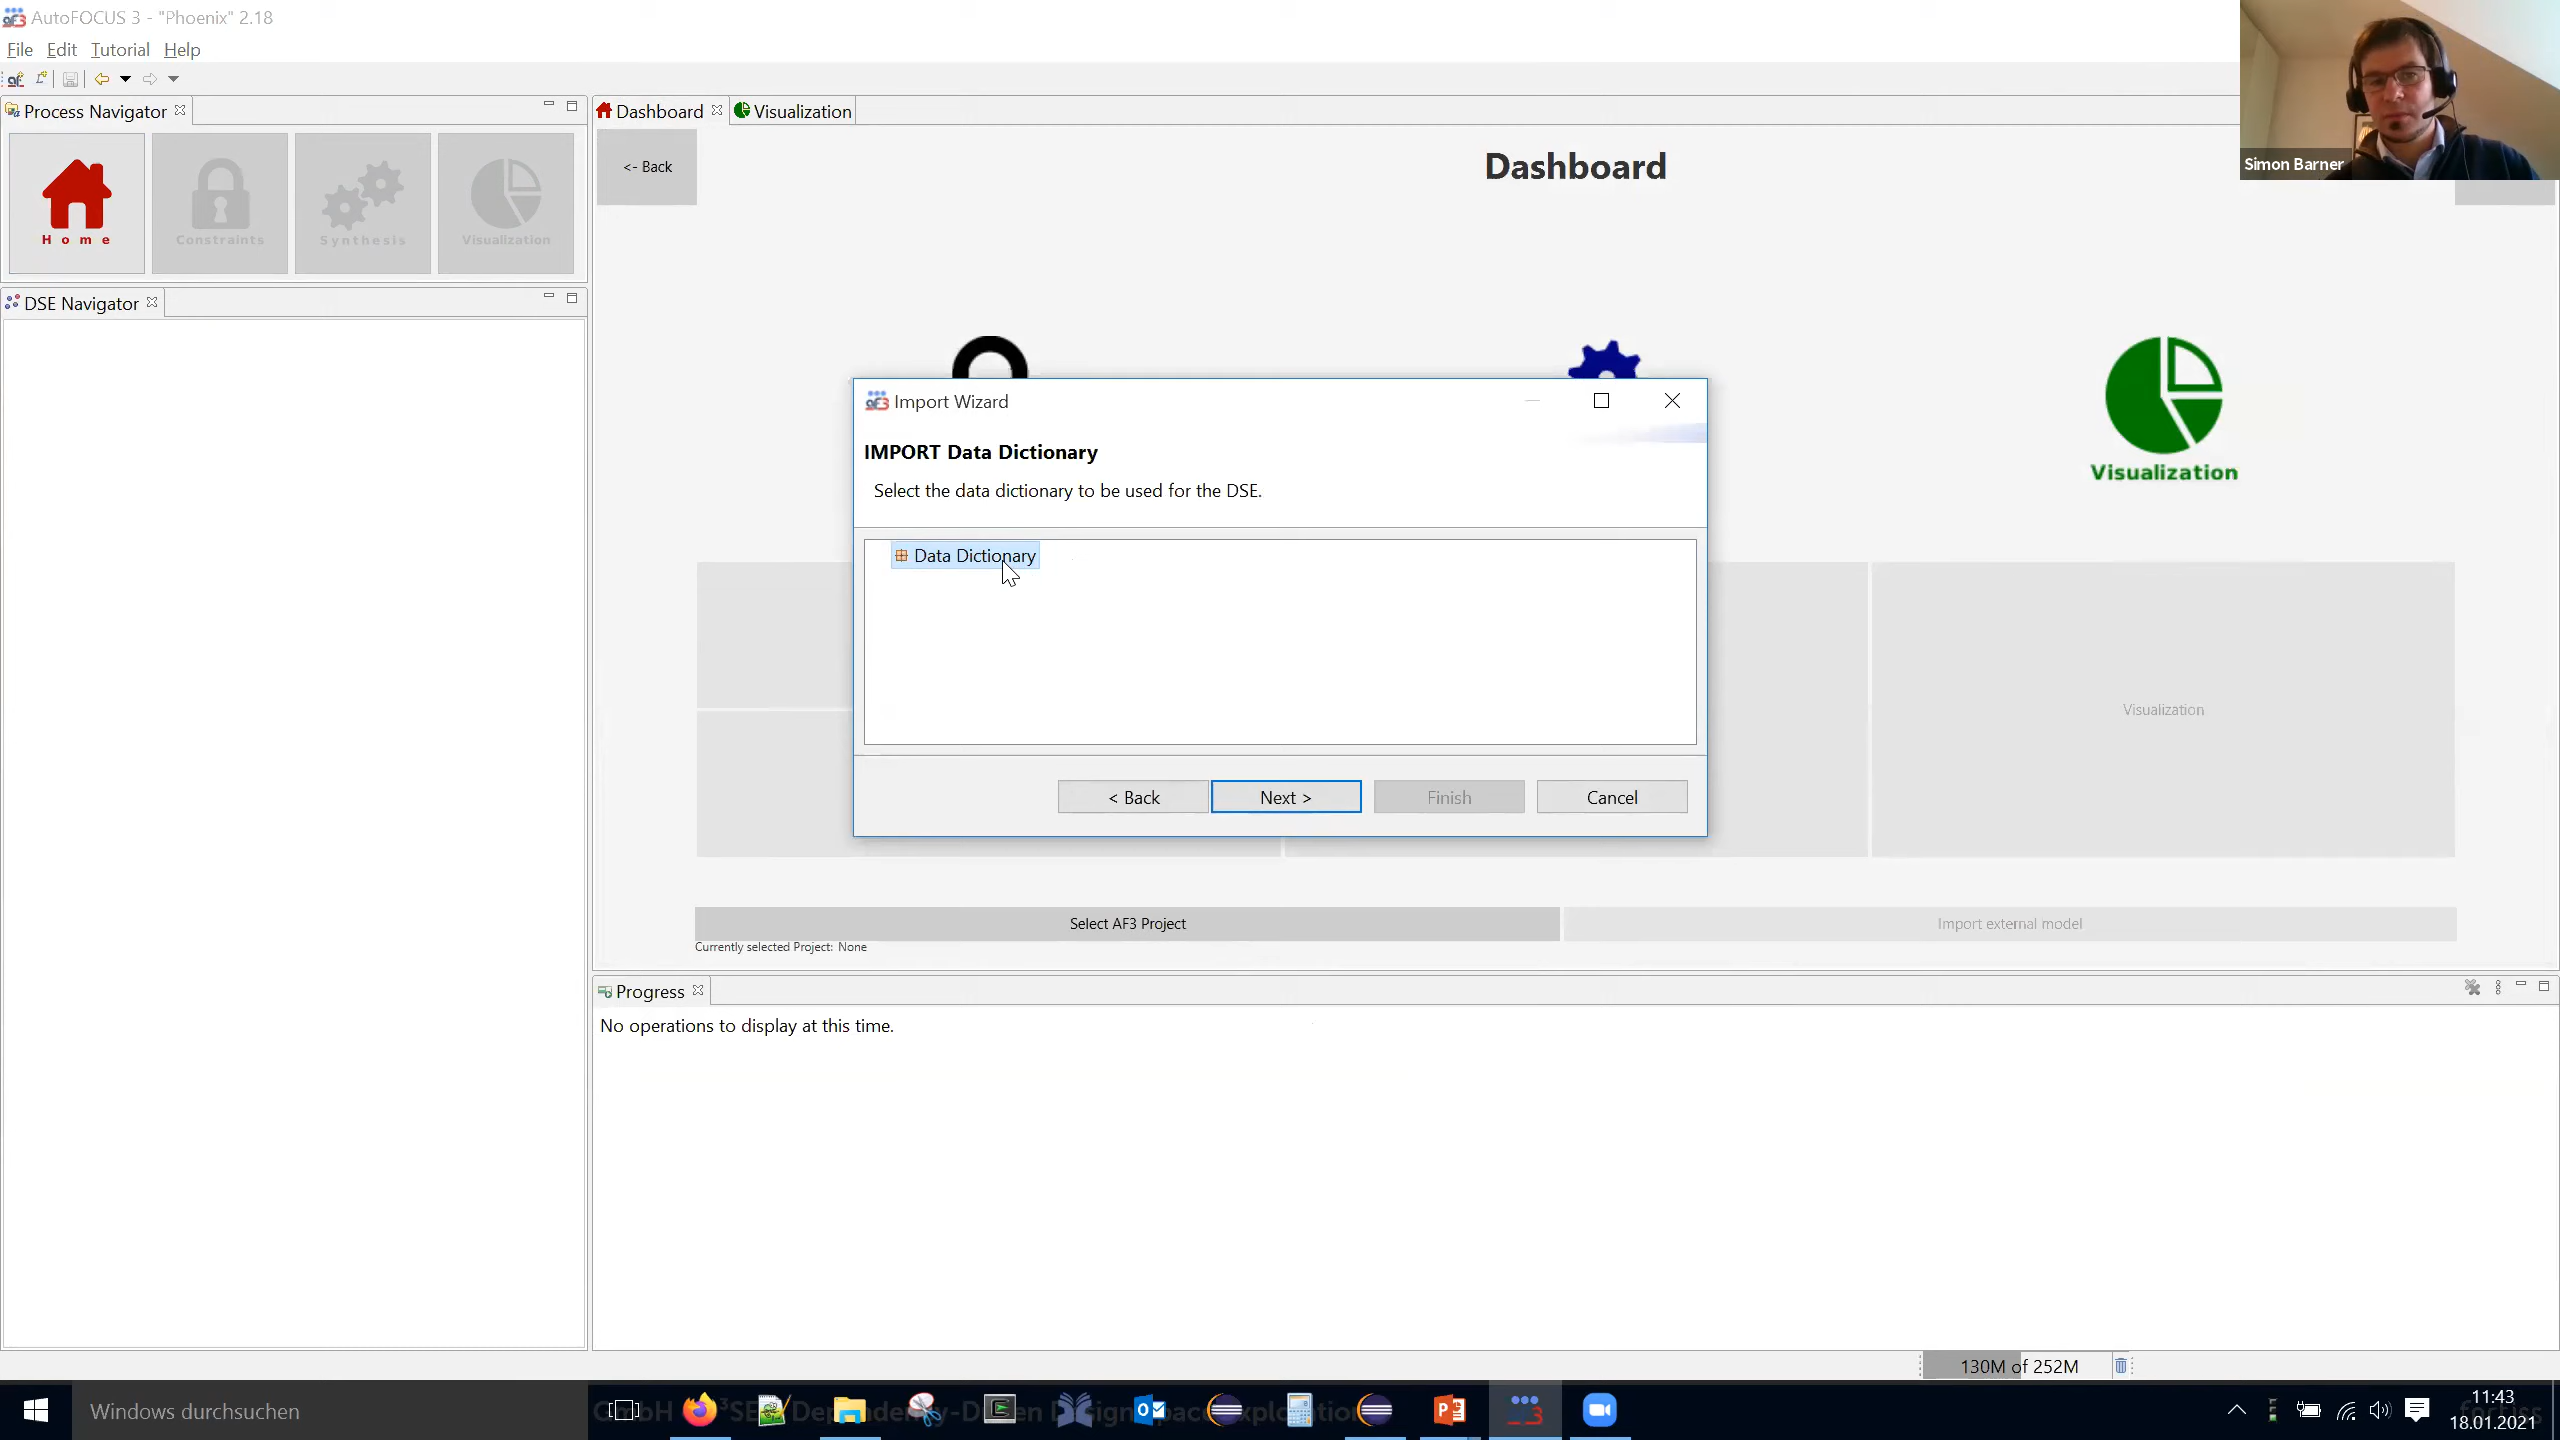 AutoFOCUS 3 - "Phoenix" 2.18
File Edit Tutorial Help
Process Navigator
Home
Constraints
Synthesis
Visualization
DSE Navigator
Dashboard
Visualization
<- Back
Dashboard
Simon Barner
Visualization
Import Wizard
IMPORT Data Dictionary
Select the data dictionary to be used for the DSE.
Data Dictionary
< Back
Next >
Finish
Cancel
Visualization
Select AF3 Project
Import external model
Currently selected Project: None
Progress
No operations to display at this time.
130M of 252M
Windows durchsuchen
11:43
18.01.2021